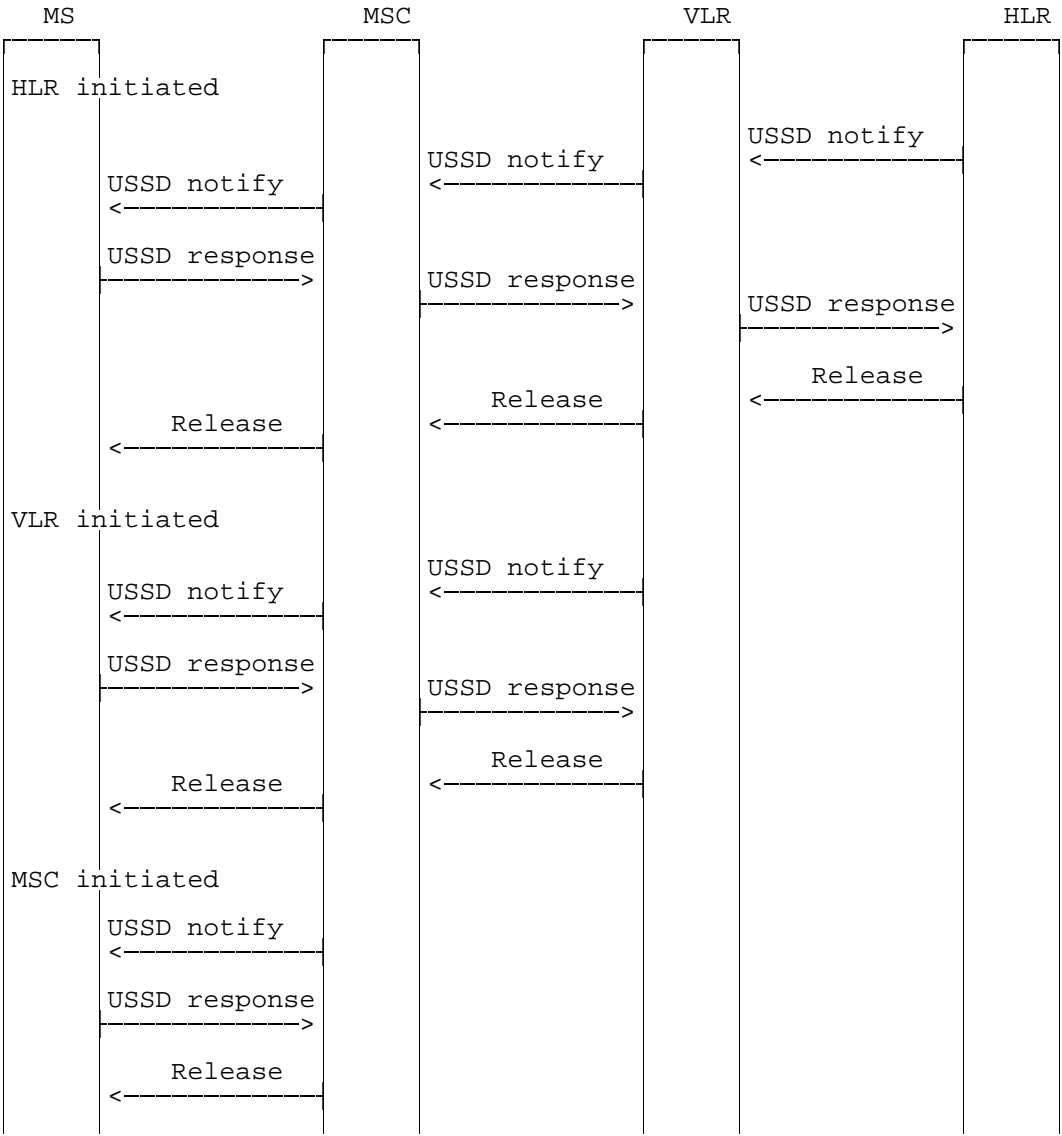 MS MSC VLR HLR
HLR initiated
USSD notify
USSD notify
USSD notify
USSD response
USSD response
USSD response
Release
Release
Release
VLR initiated
USSD notify
USSD notify
USSD response
USSD response
Release
Release
MSC initiated
USSD notify
USSD response
Release